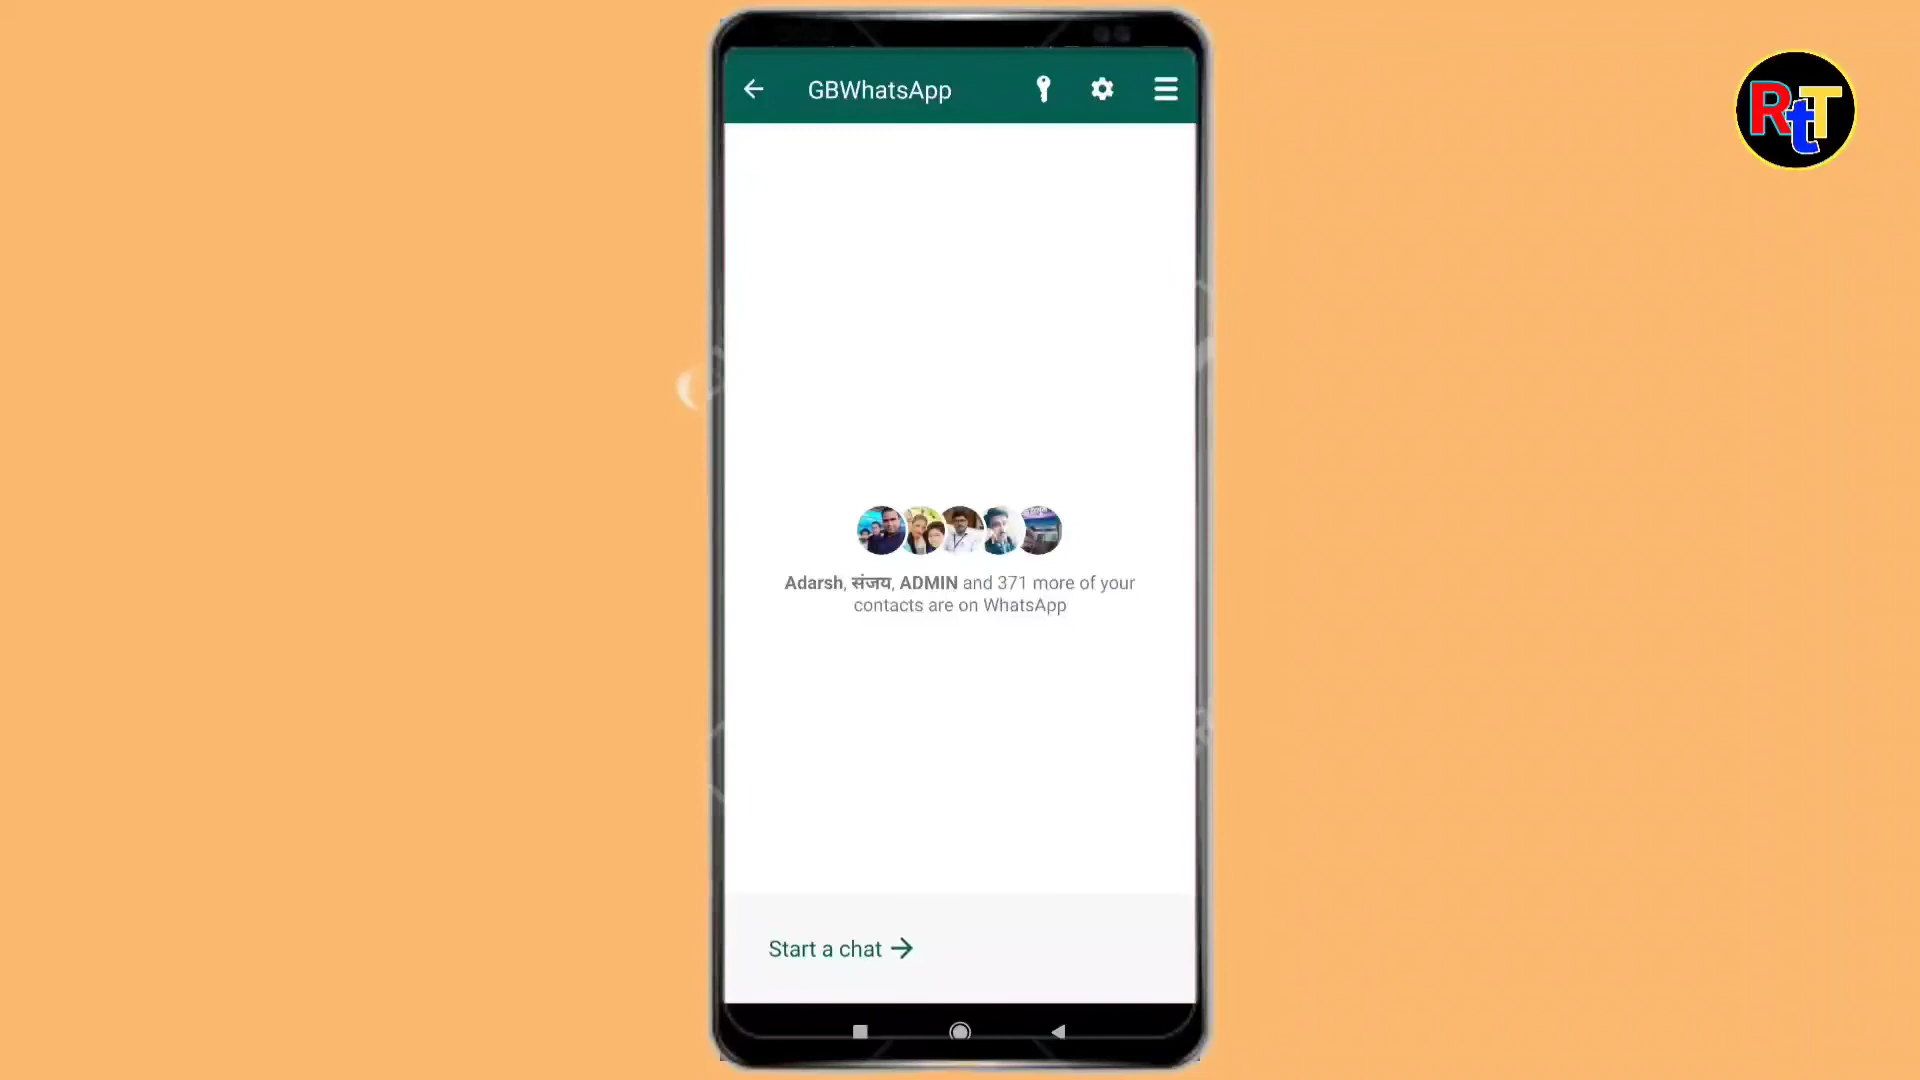 GBWhatsApp
RtT
Adarsh, संजय, ADMIN and 371 more of your
contacts are on WhatsApp
Start a chat